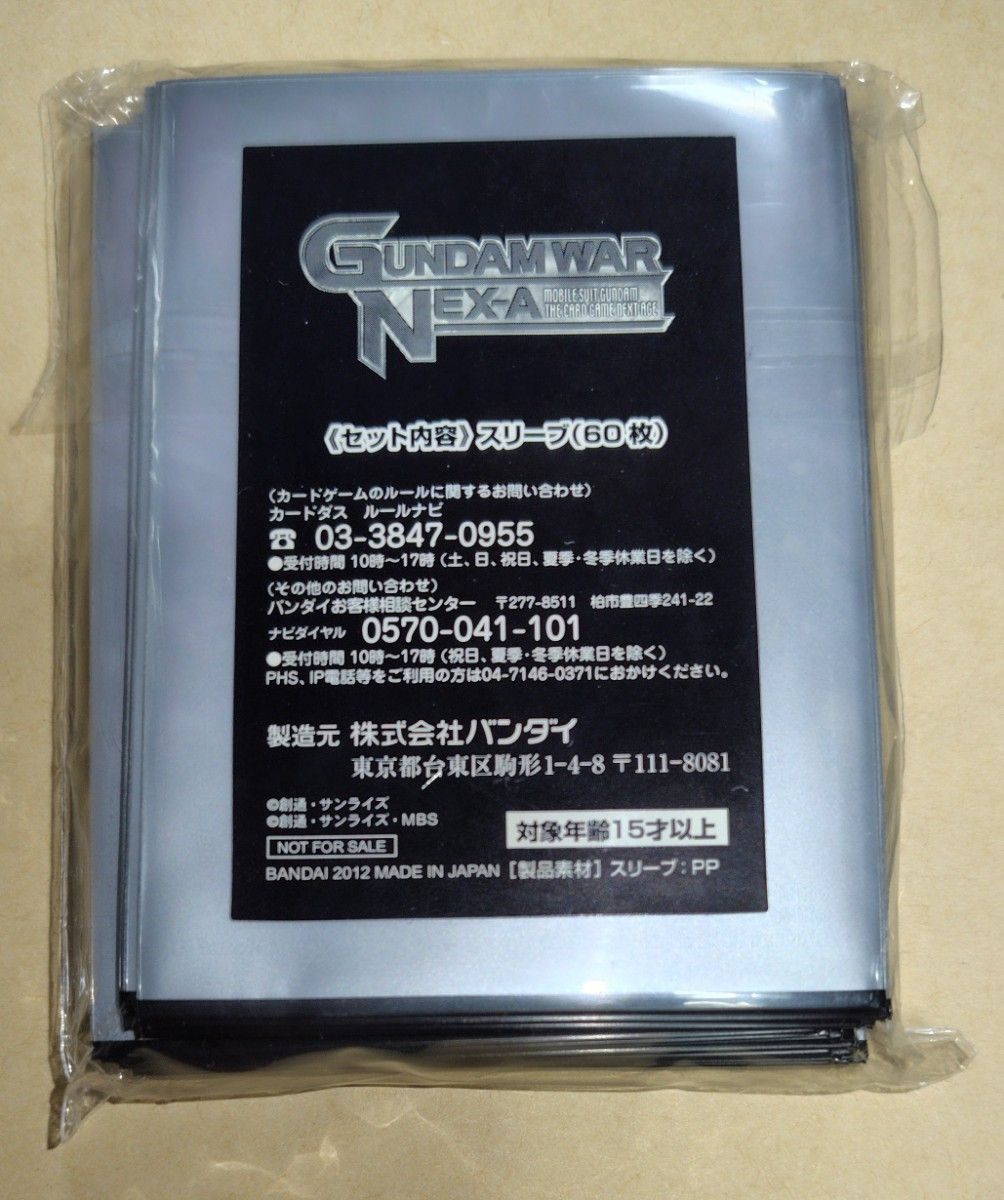 GUNDAM WAR
NEX-A MOBILE SUIT GUNDAM
THE CARD GAME NEXT AGE
《セット内容》スリーブ(60枚)
(カードゲームのルールに関するお問い合わせ)
カードダス ルールナビ
☎ 03-3847-0955
●受付時間 10時～17時 (土、日、祝日、夏季・冬季休業日を除く)
(その他のお問い合わせ)
バンダイお客様相談センター 〒277-8511 柏市豊四季241-22
ナビダイヤル 0570-041-101
●受付時間 10時～17時 (祝日、夏季・冬季休業日を除く)
PHS、IP電話等をご利用の方は04-7146-0371におかけください。
製造元 株式会社バンダイ
東京都台東区駒形1-4-8 〒111-8081
©創通・サンライズ
©創通・サンライズ・MBS
NOT FOR SALE
対象年齢15才以上
BANDAI 2012 MADE IN JAPAN [製品素材] スリーブ:PP